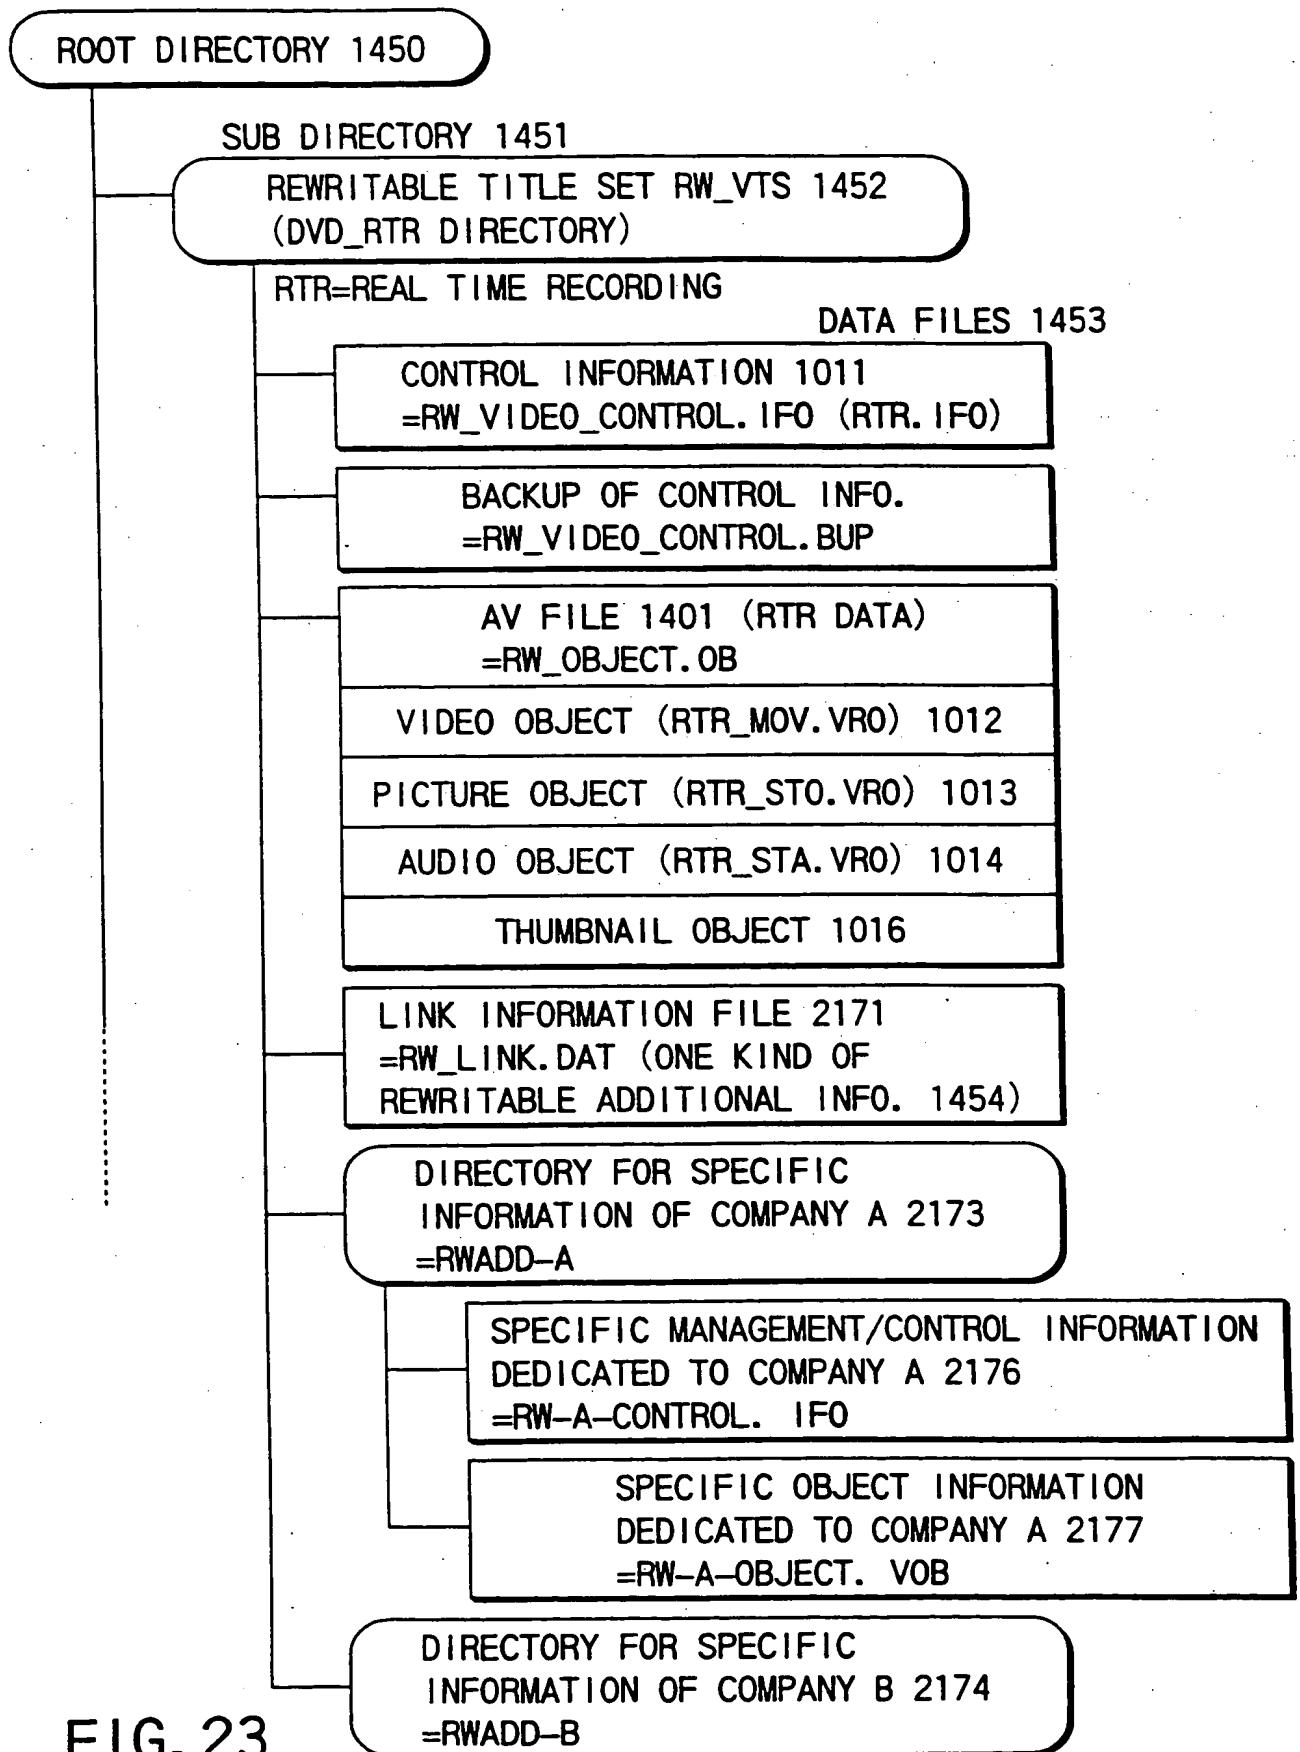 ROOT DIRECTORY 1450
SUB DIRECTORY 1451
REWRITABLE TITLE SET RW_VTS 1452
(DVD_RTR DIRECTORY)
RTR=REAL TIME RECORDING
DATA FILES 1453
CONTROL INFORMATION 1011
=RW_VIDEO_CONTROL.IFO (RTR.IFO)
BACKUP OF CONTROL INFO.
=RW_VIDEO_CONTROL.BUP
AV FILE 1401 (RTR DATA)
=RW_OBJECT.OB
VIDEO OBJECT (RTR_MOV.VRO) 1012
PICTURE OBJECT (RTR_STO.VRO) 1013
AUDIO OBJECT (RTR_STA.VRO) 1014
THUMBNAIL OBJECT 1016
LINK INFORMATION FILE 2171
=RW_LINK.DAT (ONE KIND OF
REWRITABLE ADDITIONAL INFO. 1454)
DIRECTORY FOR SPECIFIC
INFORMATION OF COMPANY A 2173
=RWADD-A
SPECIFIC MANAGEMENT/CONTROL INFORMATION
DEDICATED TO COMPANY A 2176
=RW-A-CONTROL. IFO
SPECIFIC OBJECT INFORMATION
DEDICATED TO COMPANY A 2177
=RW-A-OBJECT. VOB
DIRECTORY FOR SPECIFIC
INFORMATION OF COMPANY B 2174
=RWADD-B
FIG. 23